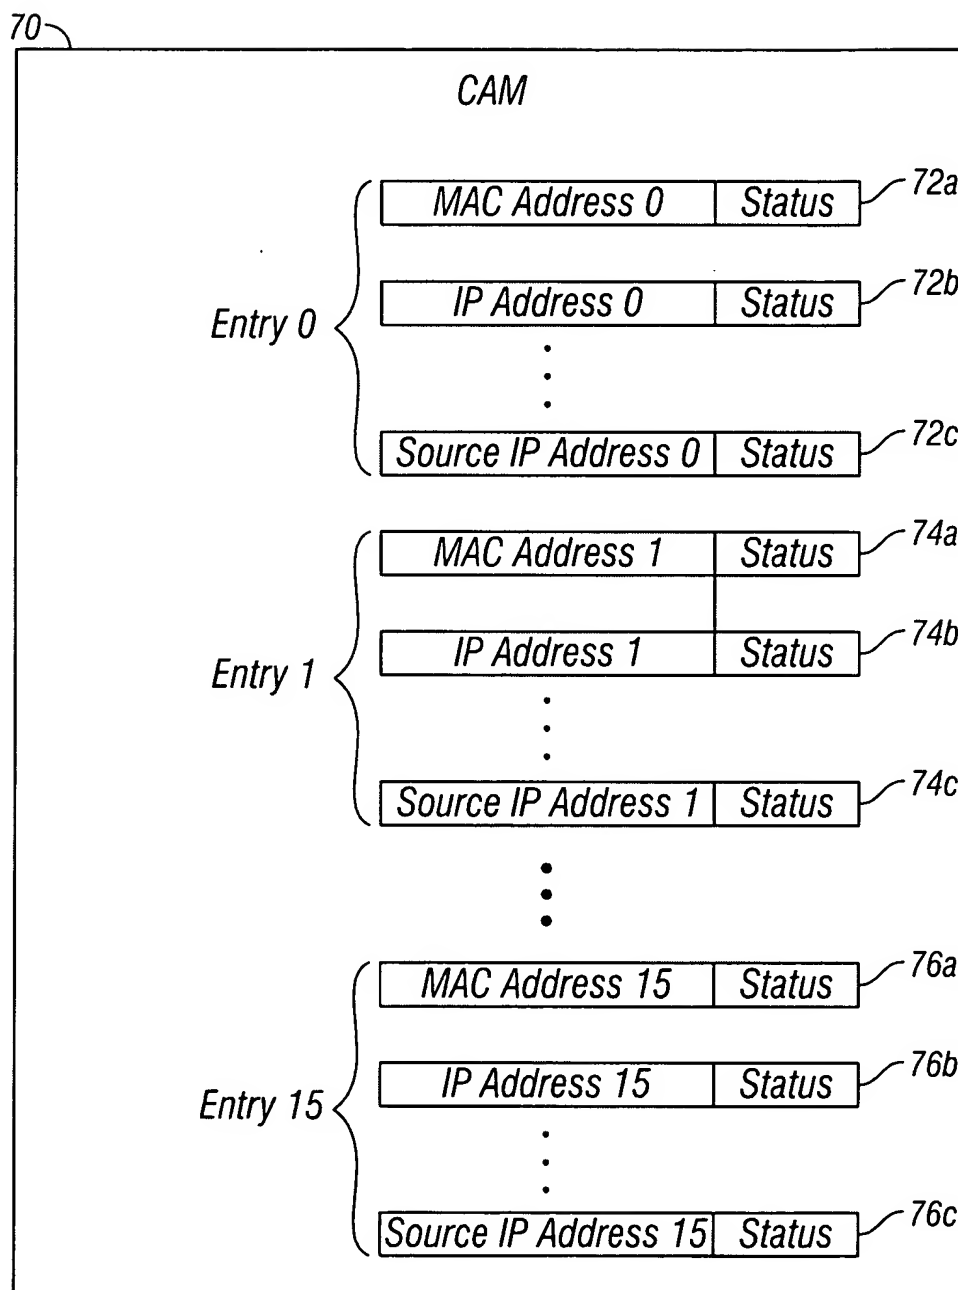 70
CAM
MAC Address 0 Status 72a
IP Address 0 Status 72b
Entry 0
Source IP Address 0 Status 72c
MAC Address 1 Status 74a
IP Address 1 Status 74b
Entry 1
Source IP Address 1 Status 74c
MAC Address 15 Status 76a
IP Address 15 Status 76b
Entry 15
Source IP Address 15 Status 76c